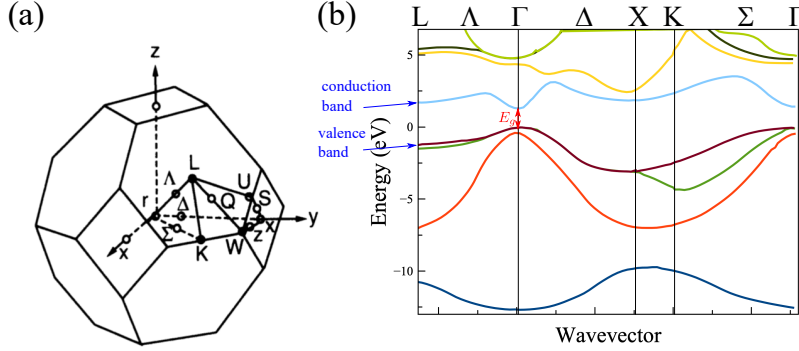 (a)
z
L
Λ
U
Q
S
r
Δ
X
y
Σ
W
z
x
K
(b)
L Λ Γ Δ X K Σ Γ
5
0
−5
−10
conduction
band
valence
band
E_g
Energy (eV)
Wavevector